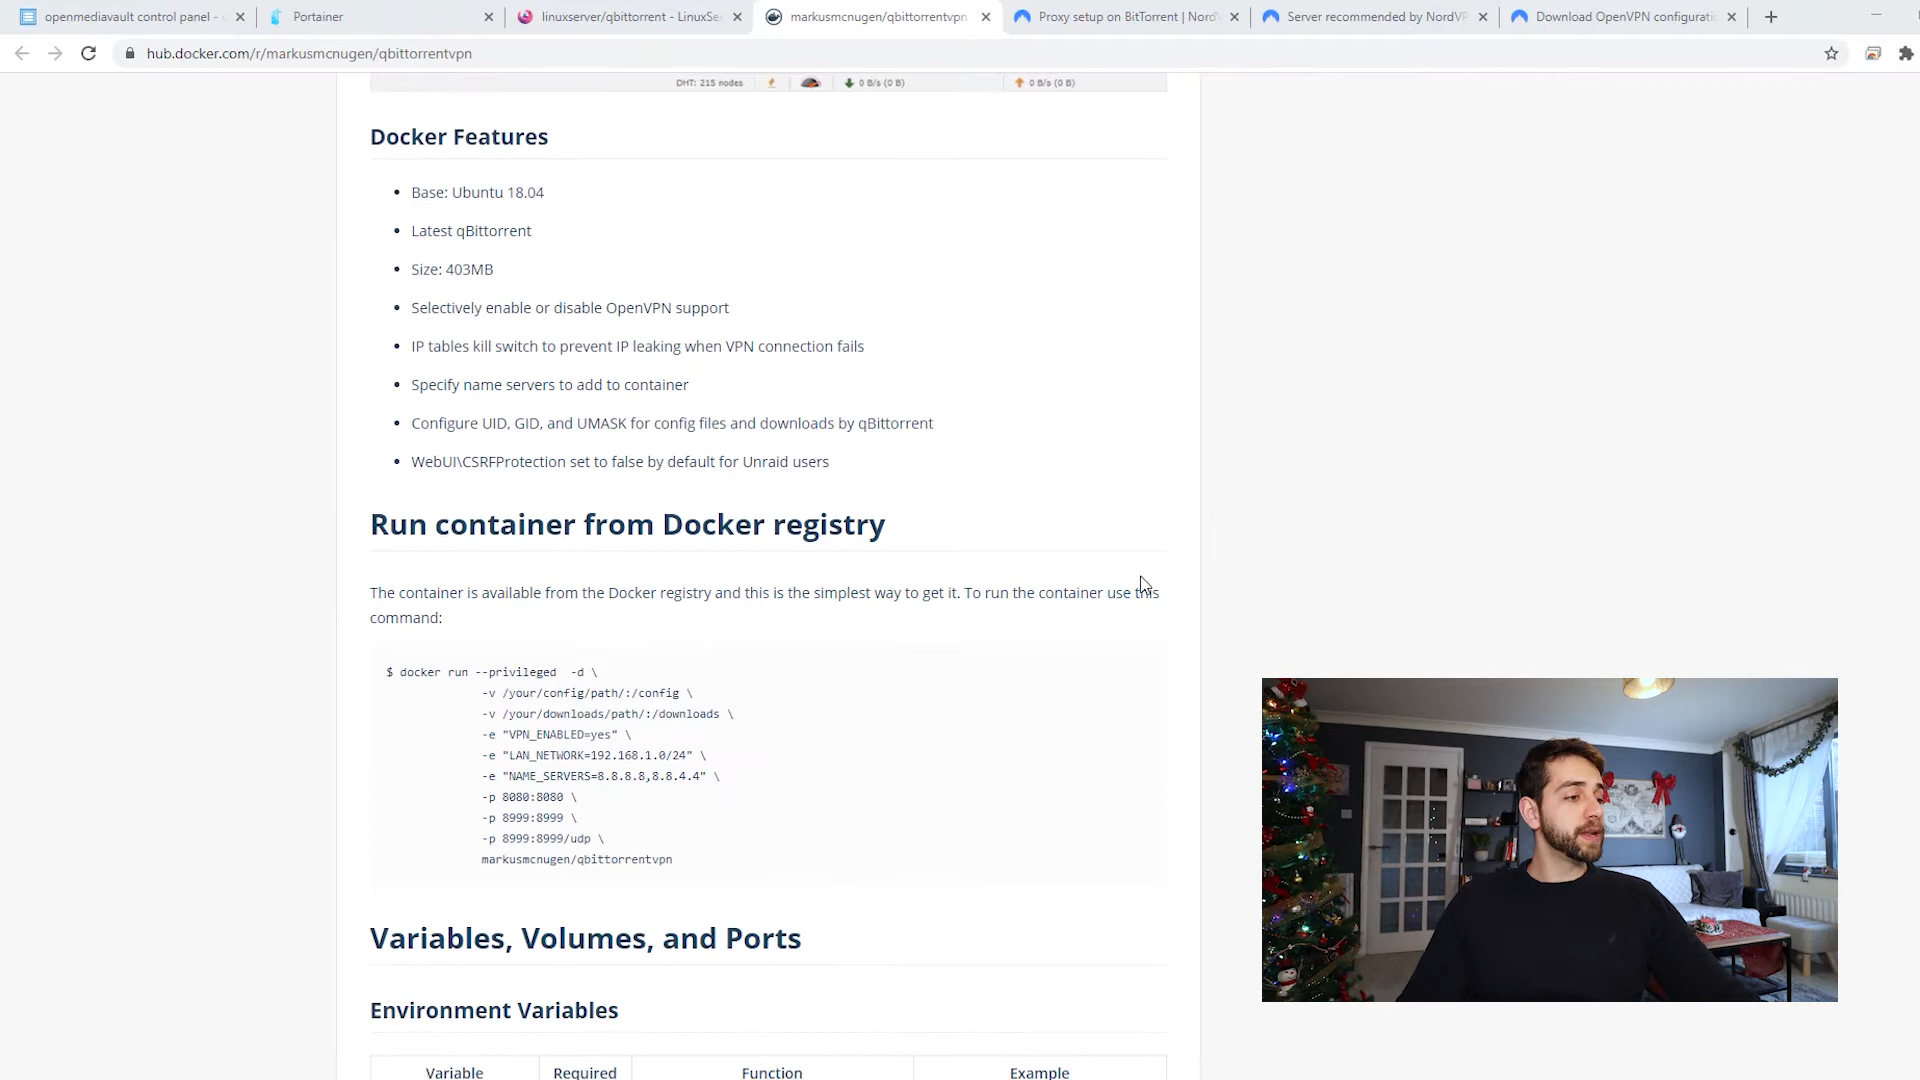 openmediavault control panel -
Portainer
linuxserver/qbittorrent - LinuxSe
markusmcnugen/qbittorrentvpn
Proxy setup on BitTorrent | Nord
Server recommended by NordVP
Download OpenVPN configurati
hub.docker.com/r/markusmcnugen/qbittorrentvpn
DHT: 215 nodes 0 B/s (0 B) 0 B/s (0 B)
Docker Features
• Base: Ubuntu 18.04
• Latest qBittorrent
• Size: 403MB
• Selectively enable or disable OpenVPN support
• IP tables kill switch to prevent IP leaking when VPN connection fails
• Specify name servers to add to container
• Configure UID, GID, and UMASK for config files and downloads by qBittorrent
• WebUI\CSRFProtection set to false by default for Unraid users
Run container from Docker registry
The container is available from the Docker registry and this is the simplest way to get it. To run the container use this
command:
$ docker run --privileged  -d \
-v /your/config/path/:/config \
-v /your/downloads/path/:/downloads \
-e "VPN_ENABLED=yes" \
-e "LAN_NETWORK=192.168.1.0/24" \
-e "NAME_SERVERS=8.8.8.8,8.8.4.4" \
-p 8080:8080 \
-p 8999:8999 \
-p 8999:8999/udp \
markusmcnugen/qbittorrentvpn
Variables, Volumes, and Ports
Environment Variables
Variable Required Function Example